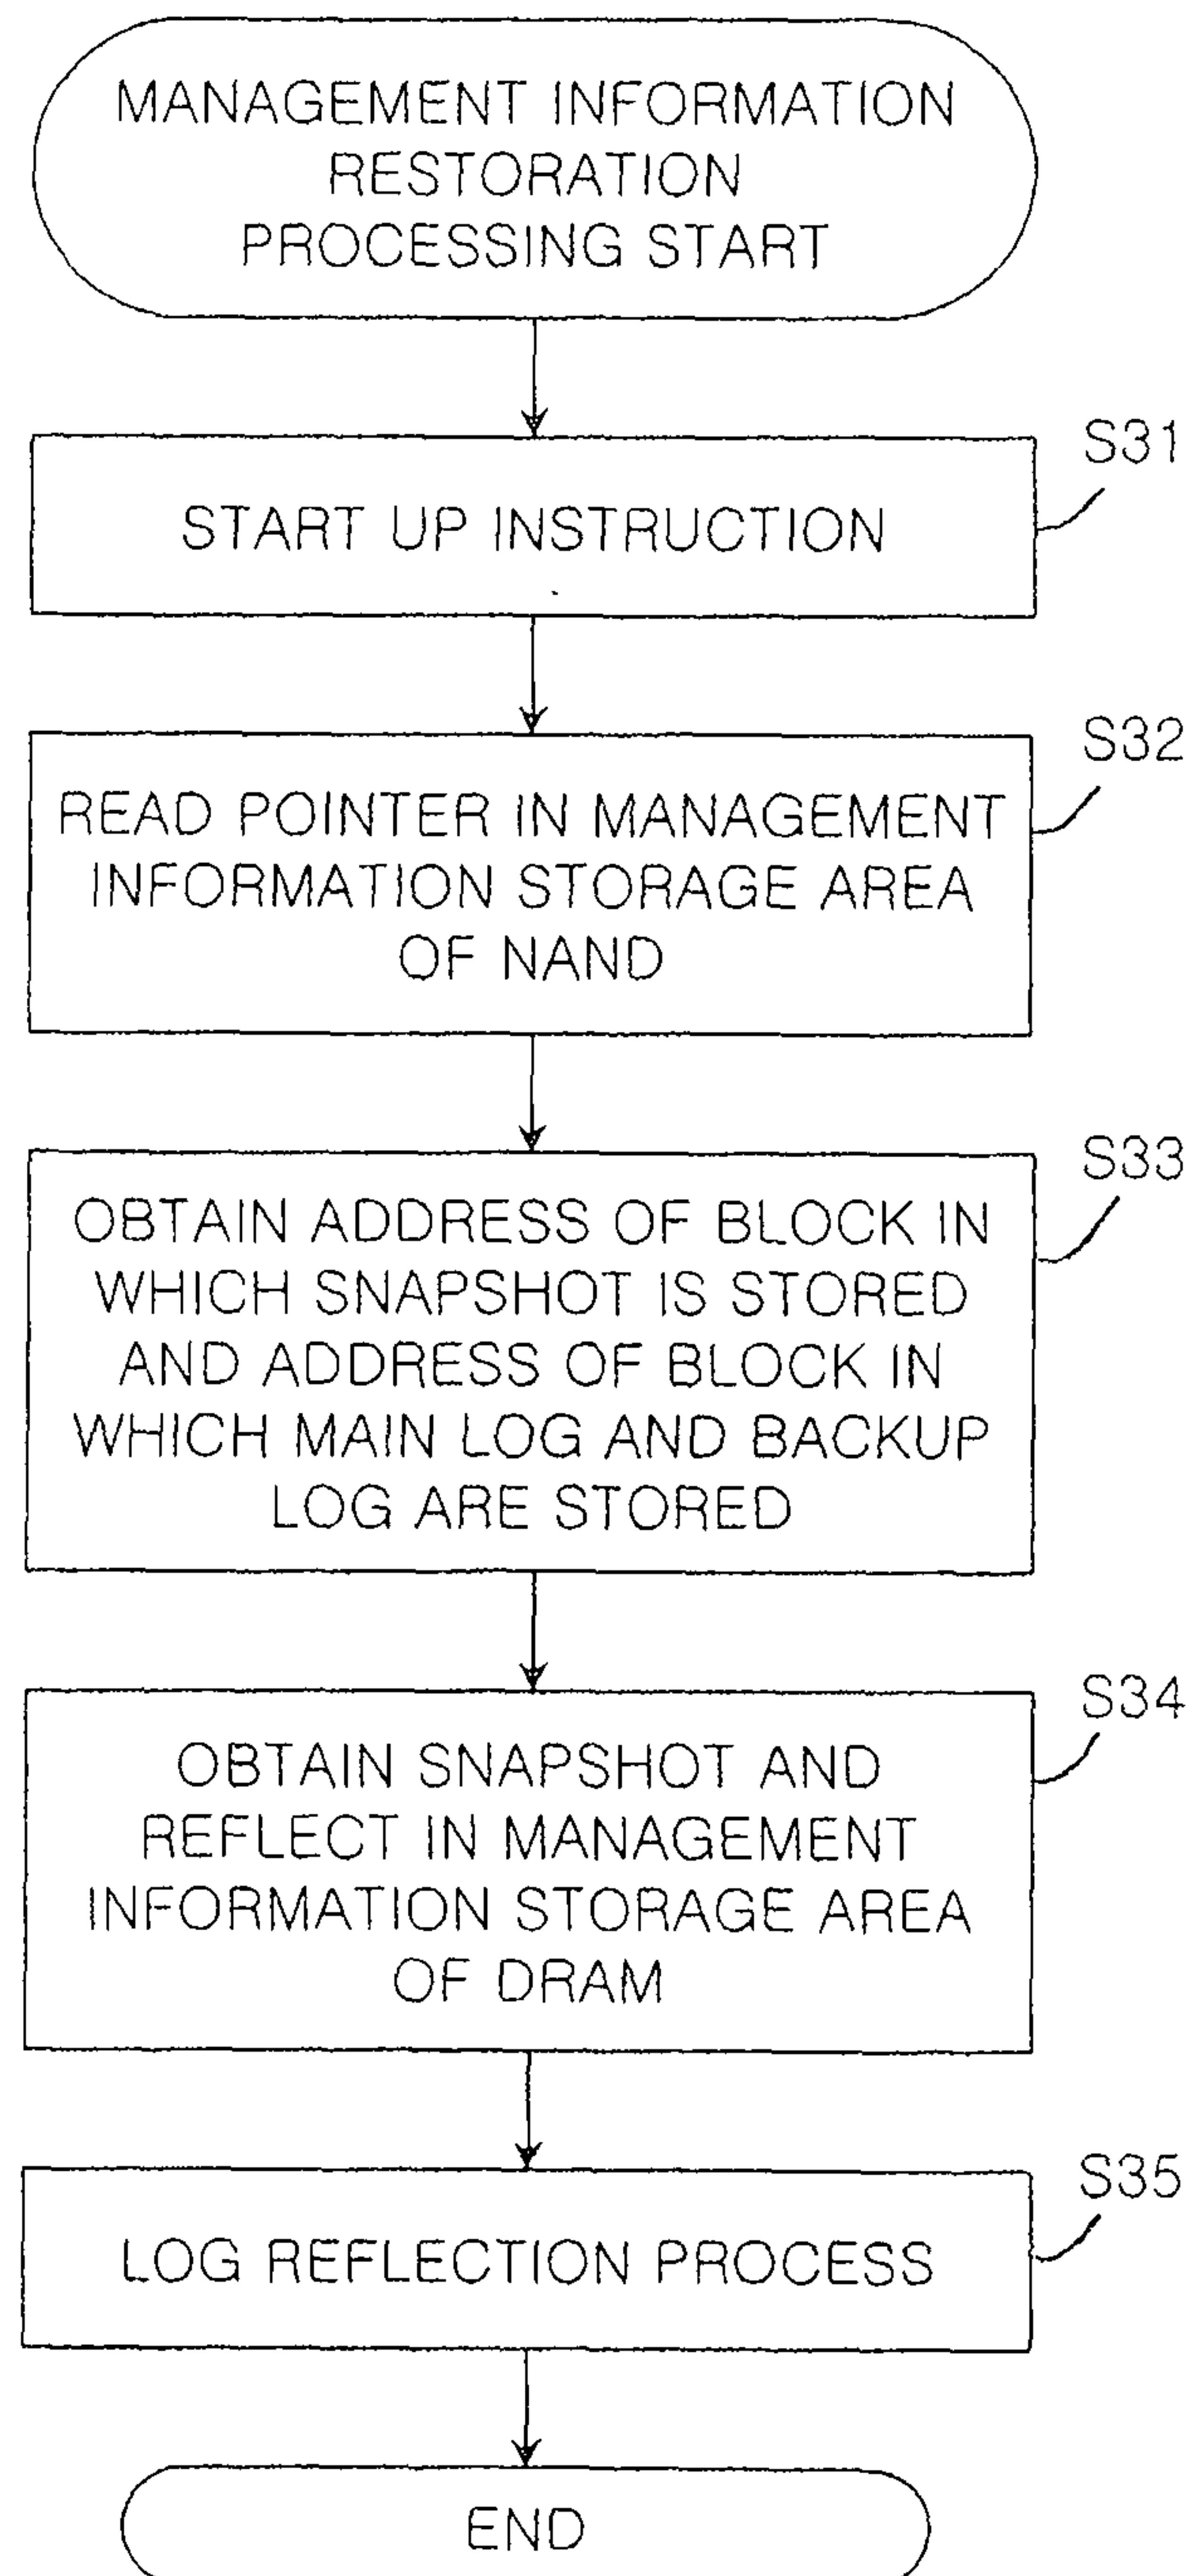 MANAGEMENT INFORMATION
RESTORATION
PROCESSING START
S31
START UP INSTRUCTION
S32
READ POINTER IN MANAGEMENT
INFORMATION STORAGE AREA
OF NAND
S33
OBTAIN ADDRESS OF BLOCK IN
WHICH SNAPSHOT IS STORED
AND ADDRESS OF BLOCK IN
WHICH MAIN LOG AND BACKUP
LOG ARE STORED
S34
OBTAIN SNAPSHOT AND
REFLECT IN MANAGEMENT
INFORMATION STORAGE AREA
OF DRAM
S35
LOG REFLECTION PROCESS
END